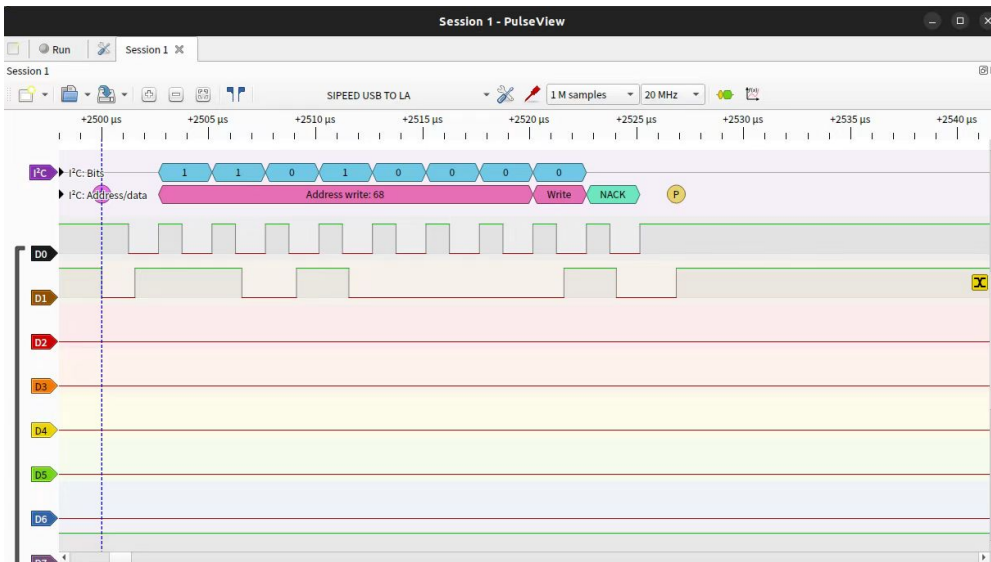 Session 1 - PulseView
Run Session 1
Session 1
SIPEED USB TO LA 1 M samples 20 MHz
+2500 µs +2505 µs +2510 µs +2515 µs +2520 µs +2525 µs +2530 µs +2535 µs +2540 µs
I²C I²C: Bits 1 1 0 1 0 0 0 0
I²C: Address/data Address write: 68 Write NACK P
D0
D1
D2
D3
D4
D5
D6